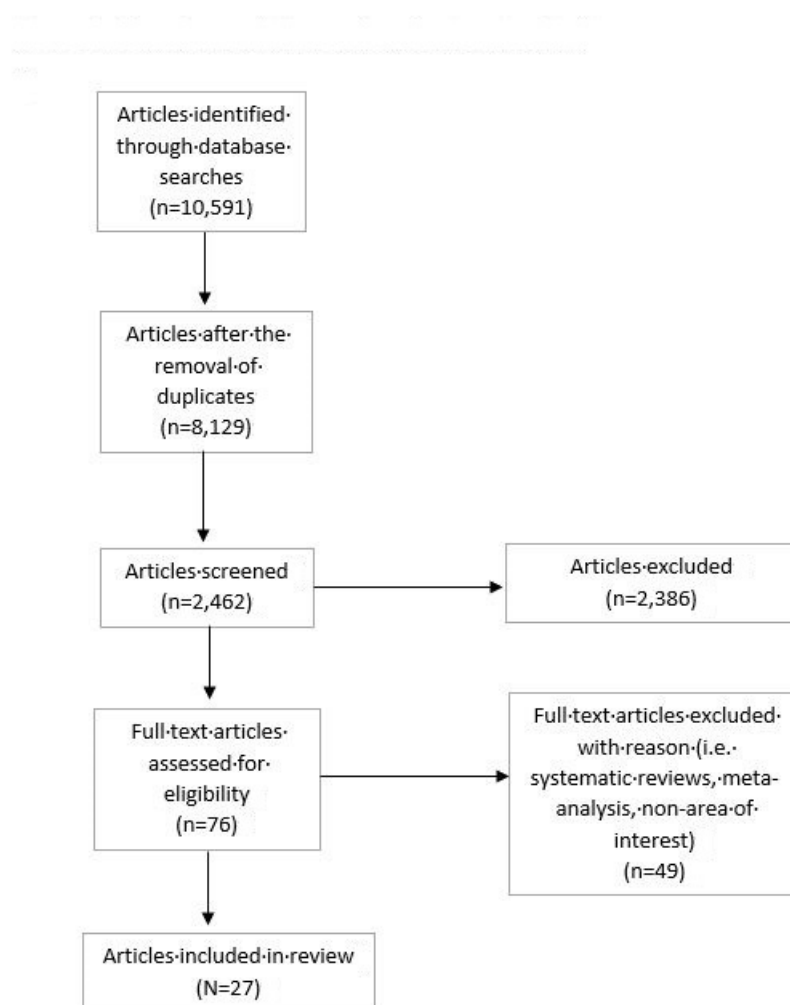 Articles·identified·
through·database·
searches
(n=10,591)
Articles·after·the·
removal·of·
duplicates
(n=8,129)
Articles·screened
(n=2,462)
Articles·excluded
(n=2,386)
Full·text·articles·
assessed·for·
eligibility
(n=76)
Full·text·articles·excluded·
with·reason·(i.e.·
systematic·reviews,·meta-
analysis,·non-area·of·
interest)
(n=49)
Articles·included·in·review
(N=27)